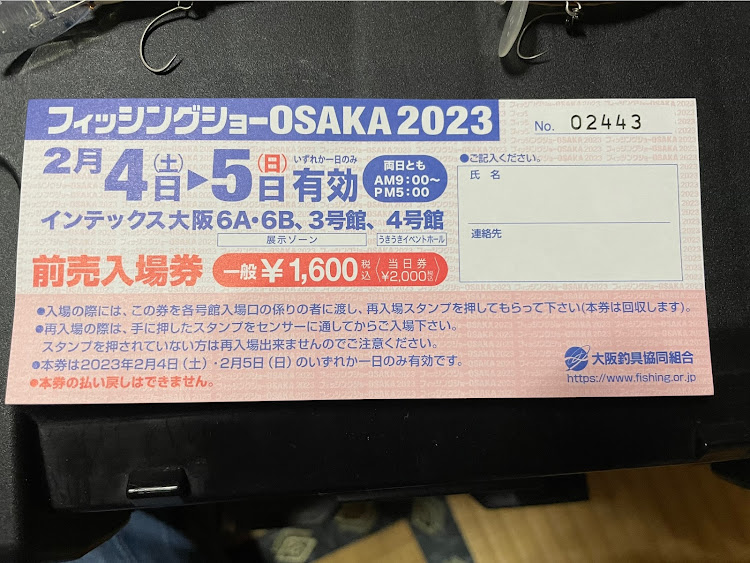 フィッシングショーOSAKA 2023
No. 02443
2月4日(土)▶5日(日)いずれか一日のみ有効
両日とも
AM9:00~
PM5:00
インテックス大阪6A・6B、3号館、4号館
展示ゾーン
うきうきイベントホール
前売入場券 一般¥1,600税込〈当日券¥2,000税込〉
●ご記入ください。
氏 名
連絡先
●入場の際には、この券を各号館入場口の係りの者に渡し、再入場スタンプを押してもらって下さい(本券は回収します)。
●再入場の際は、手に押したスタンプをセンサーに通してからご入場下さい。
スタンプを押されていない方は再入場出来ませんのでご注意ください。
●本券は2023年2月4日(土)・2月5日(日)のいずれか一日のみ有効です。
●本券の払い戻しはできません。
大阪釣具協同組合
https://www.fishing.or.jp